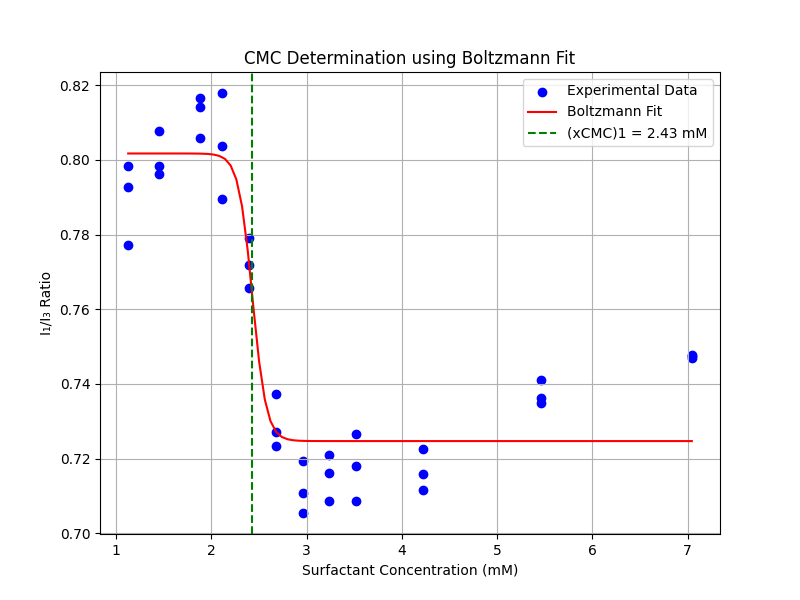 CMC Determination using Boltzmann Fit
Experimental Data
Boltzmann Fit
(xCMC)1 = 2.43 mM
I₁/I₃ Ratio
0.82
0.80
0.78
0.76
0.74
0.72
0.70
1 2 3 4 5 6 7
Surfactant Concentration (mM)